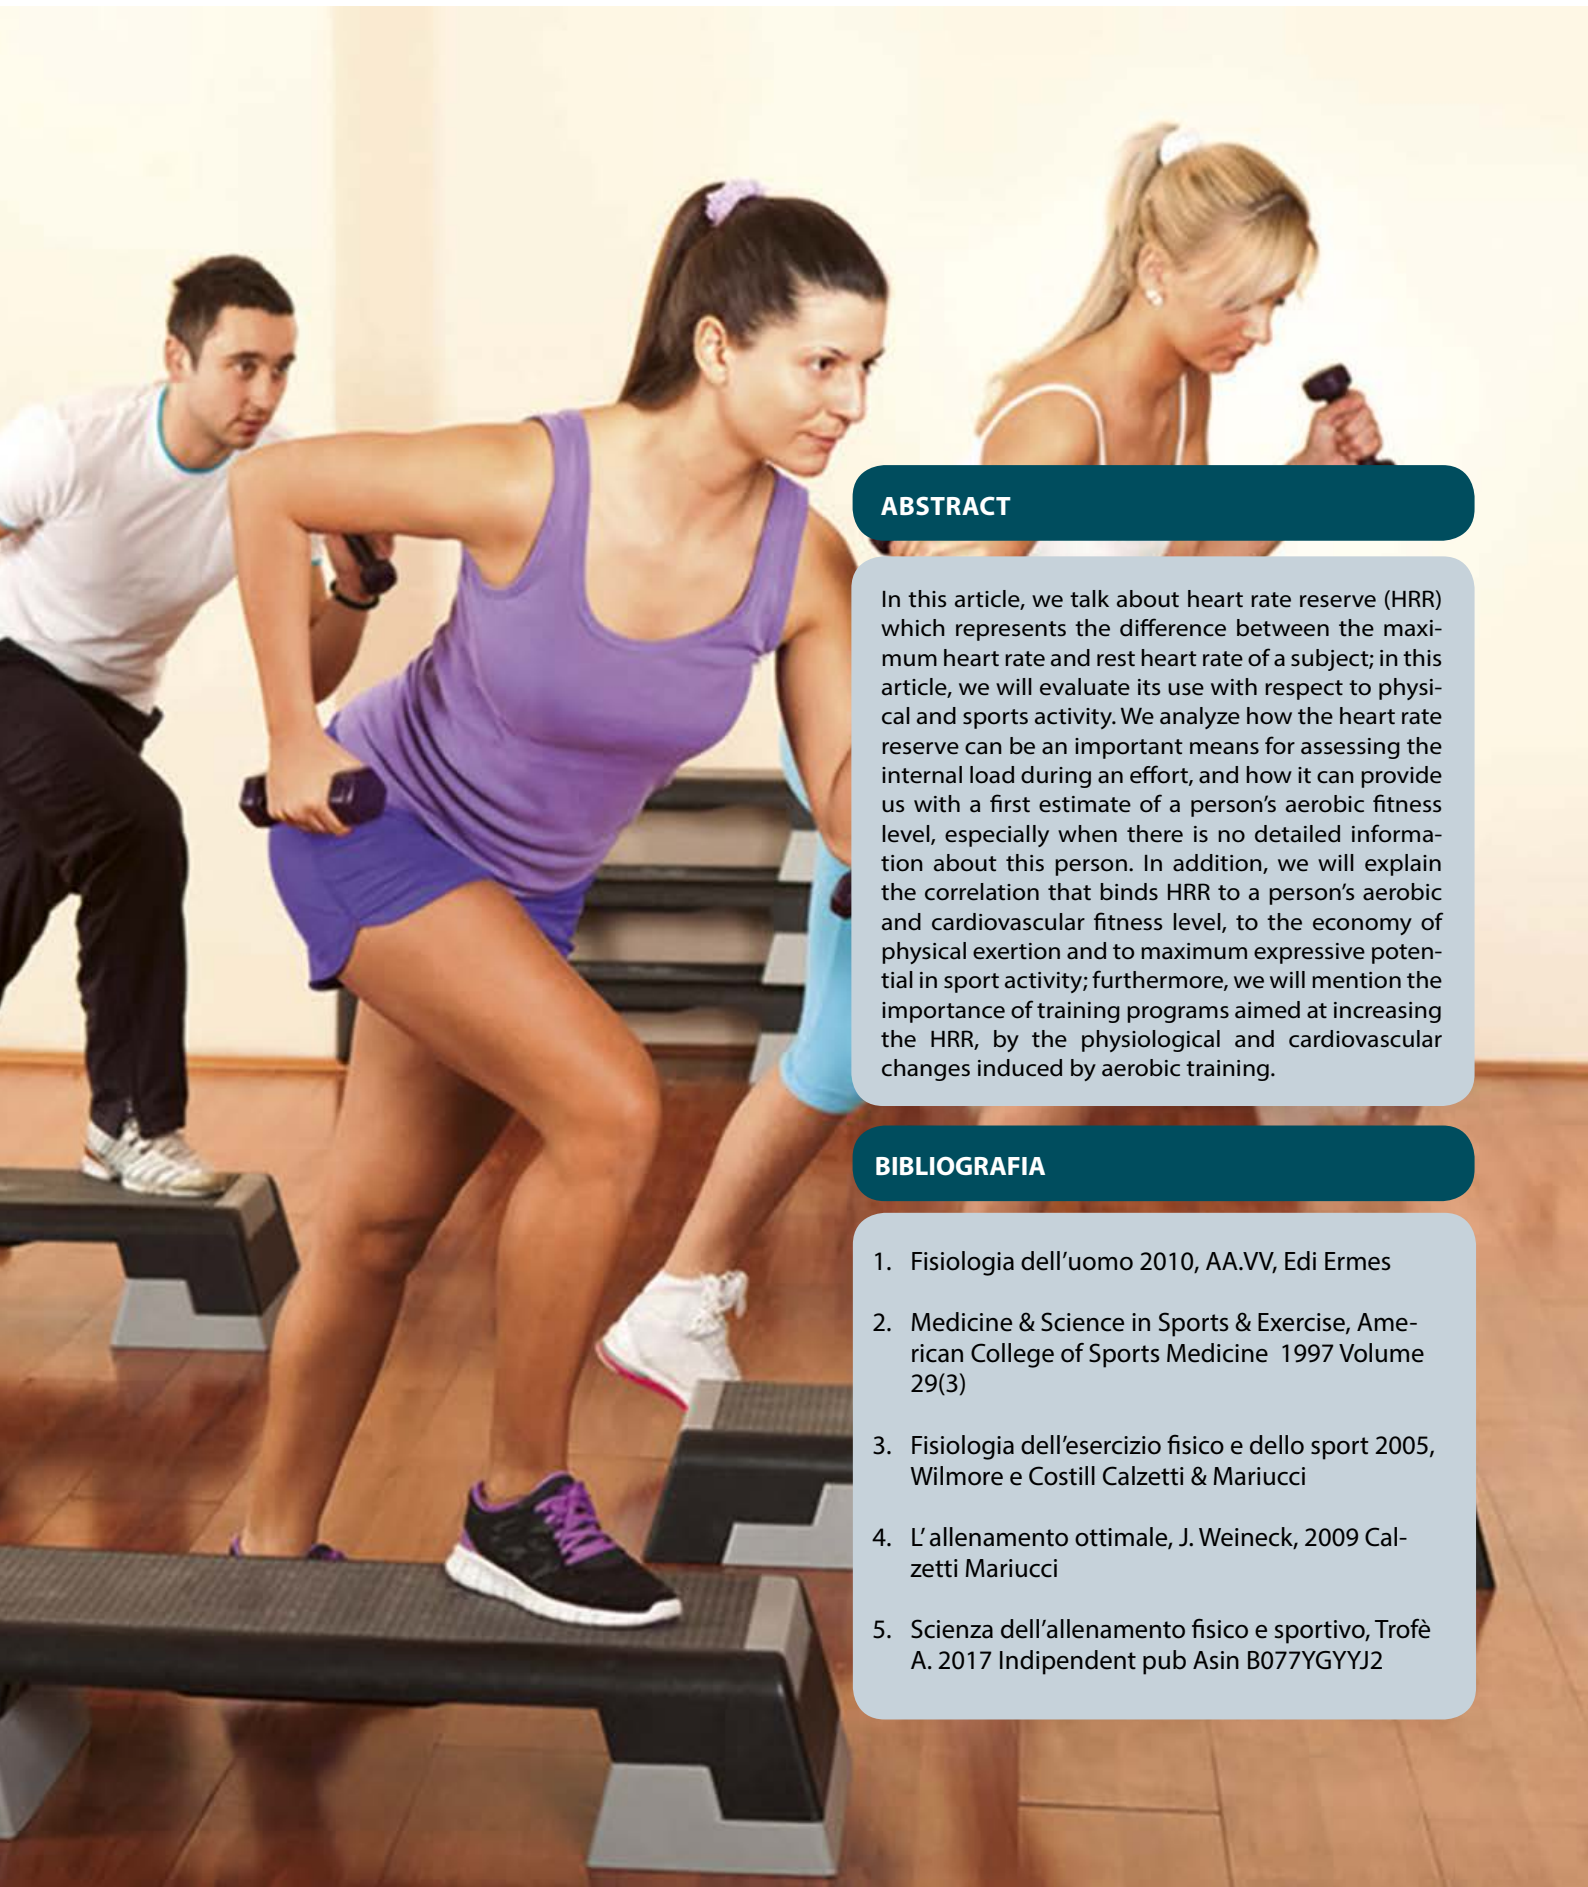 ABSTRACT
In this article, we talk about heart rate reserve (HRR)
which represents the difference between the maxi-
mum heart rate and rest heart rate of a subject; in this
article, we will evaluate its use with respect to physi-
cal and sports activity. We analyze how the heart rate
reserve can be an important means for assessing the
internal load during an effort, and how it can provide
us with a first estimate of a person’s aerobic fitness
level, especially when there is no detailed informa-
tion about this person. In addition, we will explain
the correlation that binds HRR to a person’s aerobic
and cardiovascular fitness level, to the economy of
physical exertion and to maximum expressive poten-
tial in sport activity; furthermore, we will mention the
importance of training programs aimed at increasing
the HRR, by the physiological and cardiovascular
changes induced by aerobic training.
BIBLIOGRAFIA
1. Fisiologia dell’uomo 2010, AA.VV, Edi Ermes
2. Medicine & Science in Sports & Exercise, Ame-
rican College of Sports Medicine 1997 Volume
29(3)
3. Fisiologia dell’esercizio fisico e dello sport 2005,
Wilmore e Costill Calzetti & Mariucci
4. L’ allenamento ottimale, J. Weineck, 2009 Cal-
zetti Mariucci
5. Scienza dell’allenamento fisico e sportivo, Trofè
A. 2017 Indipendent pub Asin B077YGYYJ2